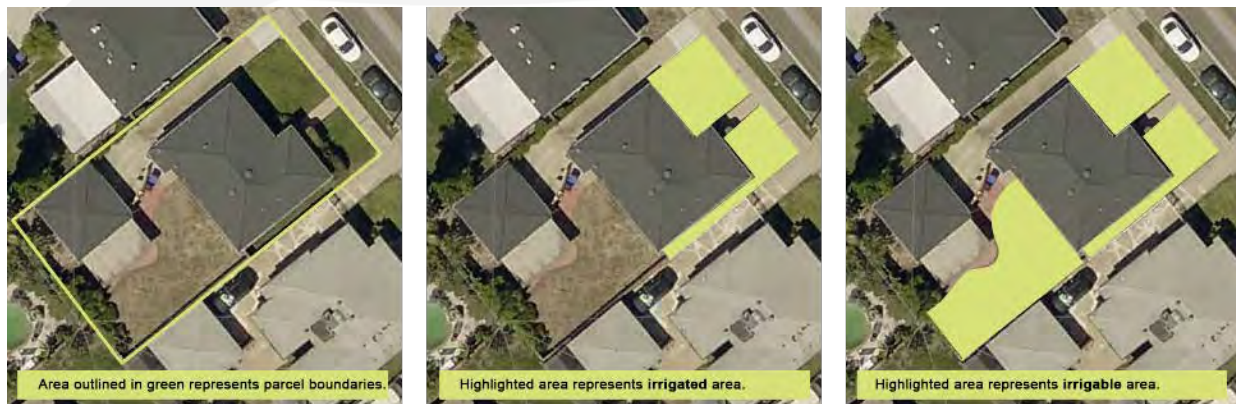 Area outlined in green represents parcel boundaries.
Highlighted area represents irrigated area.
Highlighted area represents irrigable area.